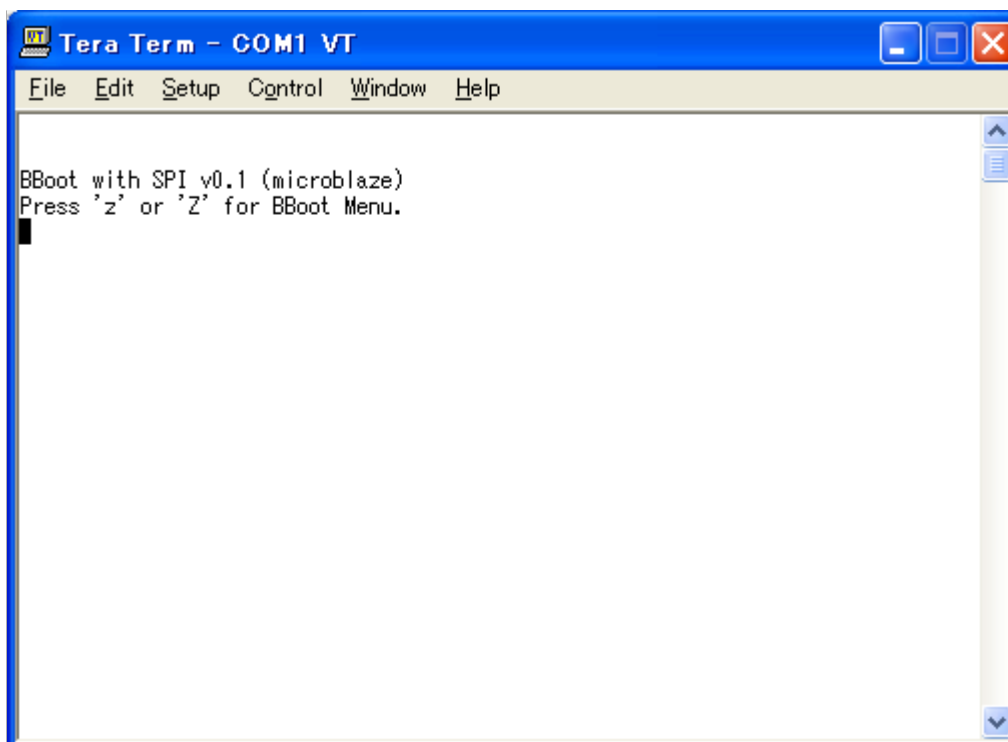 Tera Term - COM1 VT
File Edit Setup Control Window Help
BBoot with SPI v0.1 (microblaze)
Press 'z' or 'Z' for BBoot Menu.